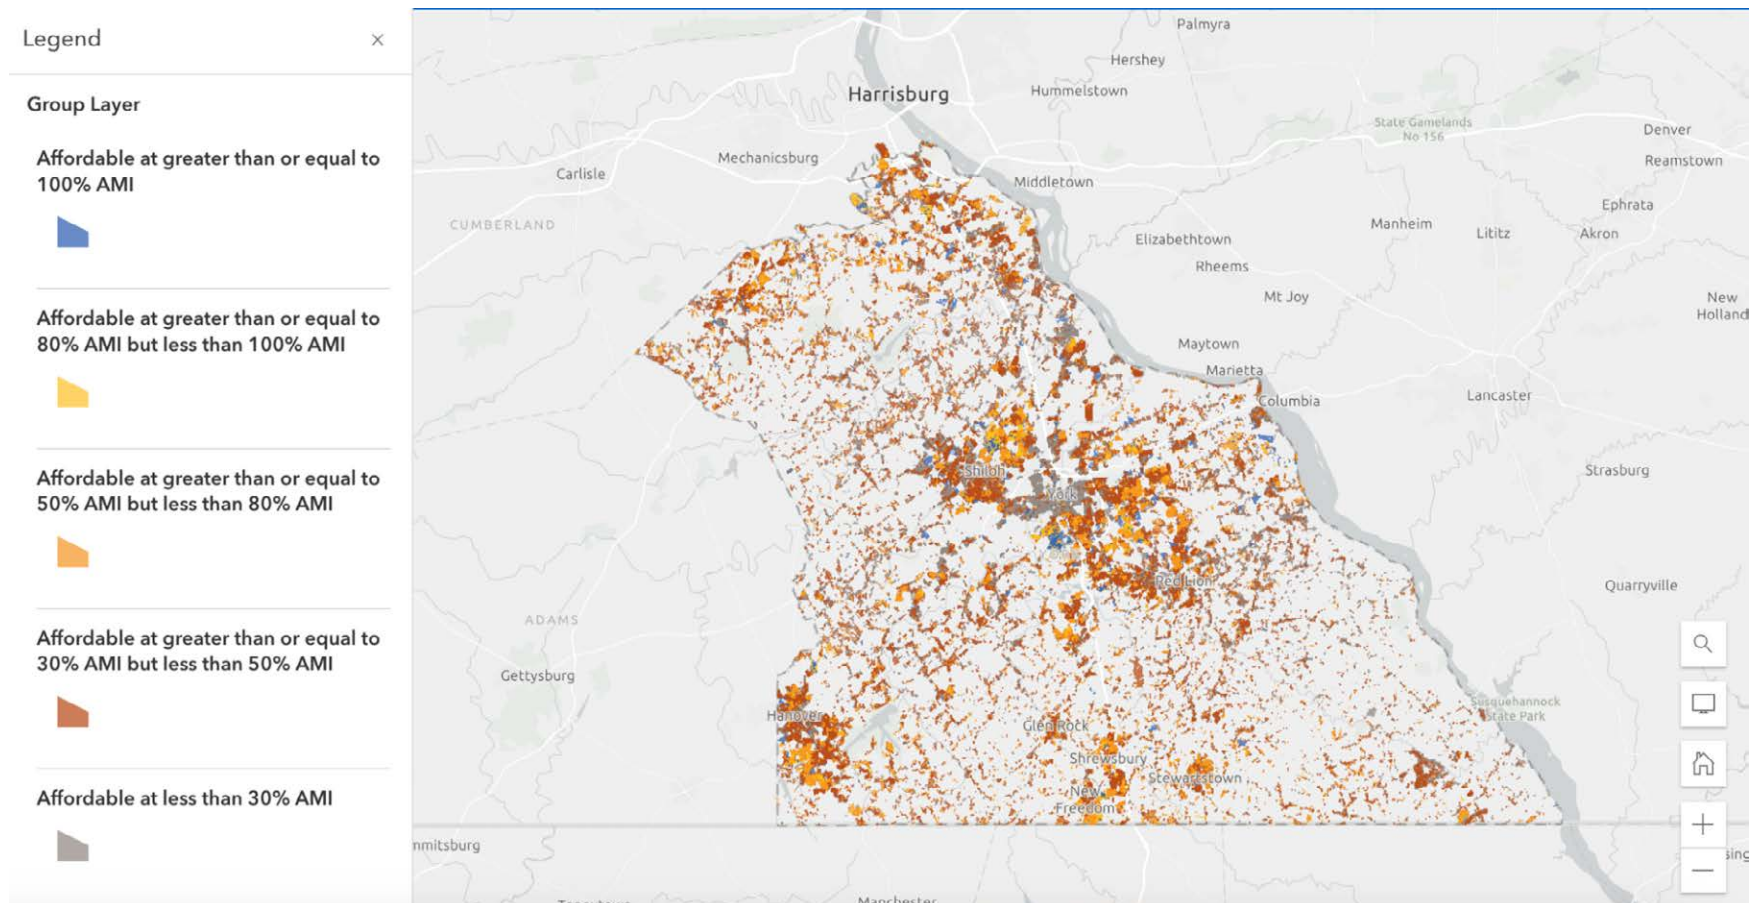 Legend
×
Group Layer
Affordable at greater than or equal to
100% AMI
Affordable at greater than or equal to
80% AMI but less than 100% AMI
Affordable at greater than or equal to
50% AMI but less than 80% AMI
Affordable at greater than or equal to
30% AMI but less than 50% AMI
Affordable at less than 30% AMI
Palmyra
Hershey
Harrisburg
Hummelstown
State Gamelands
No 156
Denver
Mechanicsburg
Reamstown
Carlisle
Middletown
Ephrata
CUMBERLAND
Manheim
Lititz
Akron
Elizabethtown
Rheems
Mt Joy
New
Holland
Maytown
Marietta
Columbia
Lancaster
Shiloh
Strasburg
York
Red Lion
Quarryville
ADAMS
Gettysburg
Susquehannock
State Park
Hanover
Glen Rock
Shrewsbury
Stewartstown
New
Freedom
+
mmitsburg
sing
−
Manchester